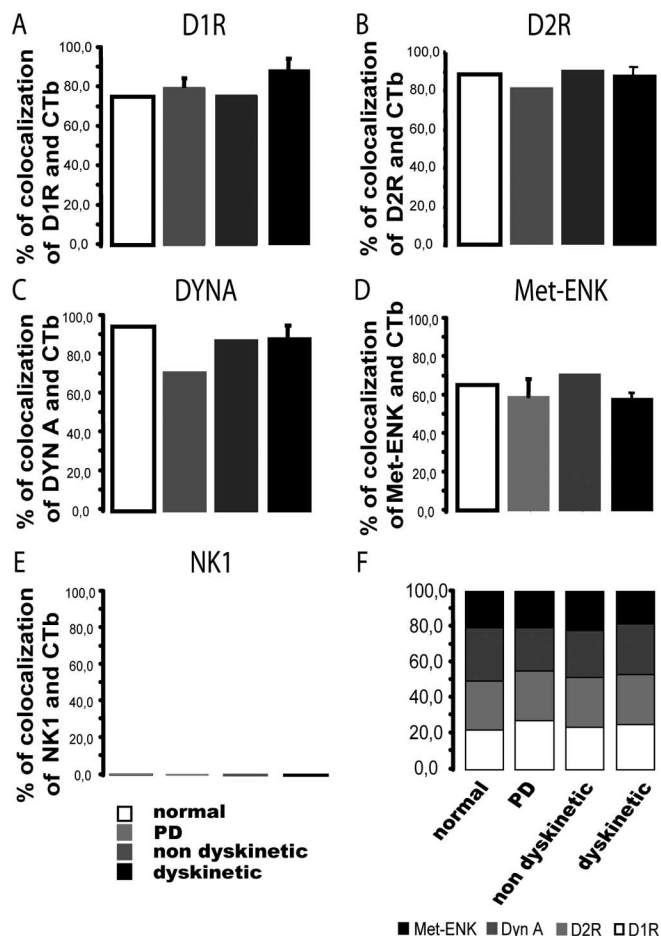 A
D1R
% of colocalization
of D1R and CTb
100,0
80,0
60,0
40,0
20,0
0,0
B
D2R
% of colocalization
of D2R and CTb
100,0
80,0
60,0
40,0
20,0
0,0
C
DYNA
% of colocalization
of DYN A and CTb
100,0
80,0
60,0
40,0
20,0
0,0
D
Met-ENK
% of colocalization
of Met-ENK and CTb
100,0
80,0
60,0
40,0
20,0
0,0
E
NK1
% of colocalization
of NK1 and CTb
100,0
80,0
60,0
40,0
20,0
0,0
normal
PD
non dyskinetic
dyskinetic
F
100,0
80,0
60,0
40,0
20,0
0,0
normal
PD
non dyskinetic
dyskinetic
Met-ENK Dyn A D2R D1R